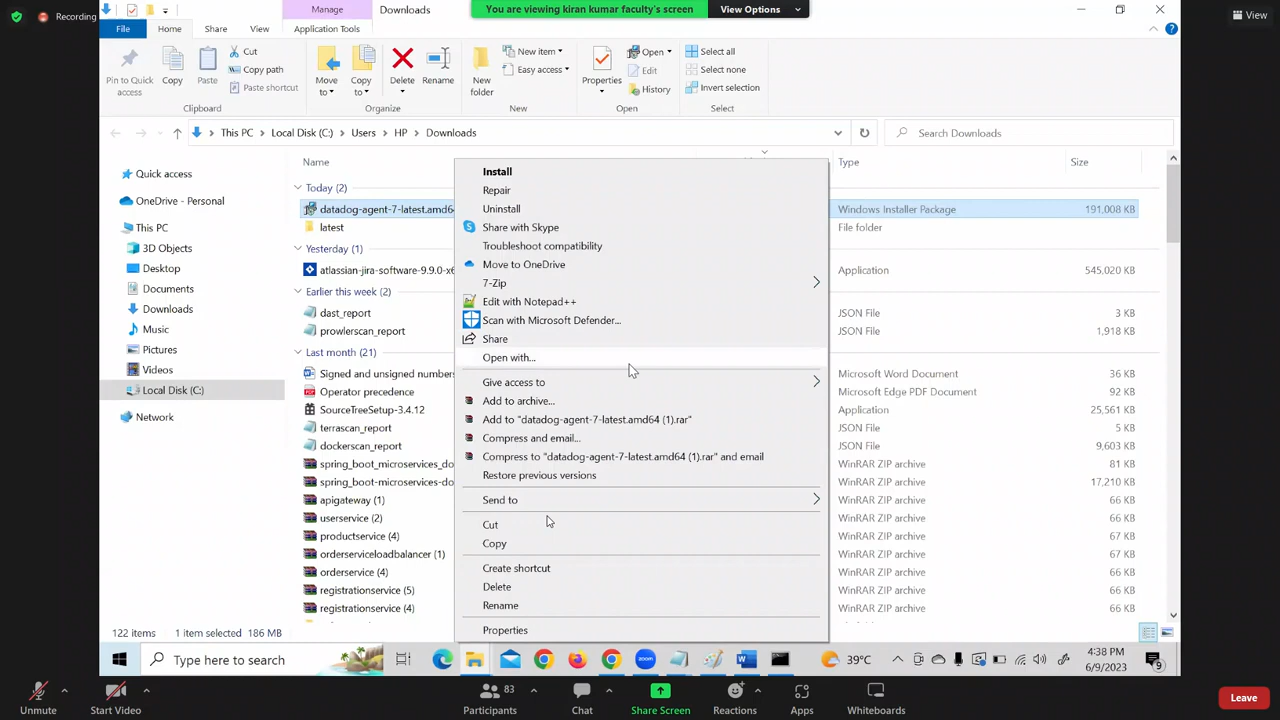 Recording
Manage
Downloads
You are viewing kiran kumar faculty's screen
View Options
View
File
Home
Share
View
Application Tools
Pin to Quick access
Copy
Paste
Cut
Copy path
Paste shortcut
Move to
Copy to
Delete
Rename
New folder
New item
Easy access
Properties
Open
Edit
History
Select all
Select none
Invert selection
Clipboard
Organize
New
Open
Select
This PC
Local Disk (C:)
Users
HP
Downloads
Search Downloads
Quick access
OneDrive - Personal
This PC
3D Objects
Desktop
Documents
Downloads
Music
Pictures
Videos
Local Disk (C:)
Network
Name
Type
Size
Today (2)
datadog-agent-7-latest.amd6
Windows Installer Package
191,008 KB
latest
File folder
Yesterday (1)
atlassian-jira-software-9.9.0-x6
Application
545,020 KB
Earlier this week (2)
dast_report
JSON File
3 KB
prowlerscan_report
JSON File
1,918 KB
Last month (21)
Signed and unsigned numbers
Microsoft Word Document
36 KB
Operator precedence
Microsoft Edge PDF Document
92 KB
SourceTreeSetup-3.4.12
Application
25,561 KB
terrascan_report
JSON File
5 KB
dockerscan_report
JSON File
9,603 KB
spring_boot_microservices_do
WinRAR ZIP archive
81 KB
spring_boot_microservices-do
WinRAR ZIP archive
17,210 KB
apigateway (1)
WinRAR ZIP archive
66 KB
userservice (2)
WinRAR ZIP archive
66 KB
productservice (4)
WinRAR ZIP archive
67 KB
orderserviceloadbalancer (1)
WinRAR ZIP archive
67 KB
orderservice (4)
WinRAR ZIP archive
66 KB
registrationservice (5)
WinRAR ZIP archive
66 KB
registrationservice (4)
WinRAR ZIP archive
66 KB
Install
Repair
Uninstall
Share with Skype
Troubleshoot compatibility
Move to OneDrive
7-Zip
Edit with Notepad++
Scan with Microsoft Defender...
Share
Open with...
Give access to
Add to archive...
Add to "datadog-agent-7-latest.amd64 (1).rar"
Compress and email...
Compress to "datadog-agent-7-latest.amd64 (1).rar" and email
Restore previous versions
Send to
Cut
Copy
Create shortcut
Delete
Rename
Properties
122 items
1 item selected
186 MB
Type here to search
zoom
39°C
4:38 PM
6/9/2023
9
Unmute
Start Video
Participants
83
Chat
Share Screen
Reactions
Apps
Whiteboards
Leave